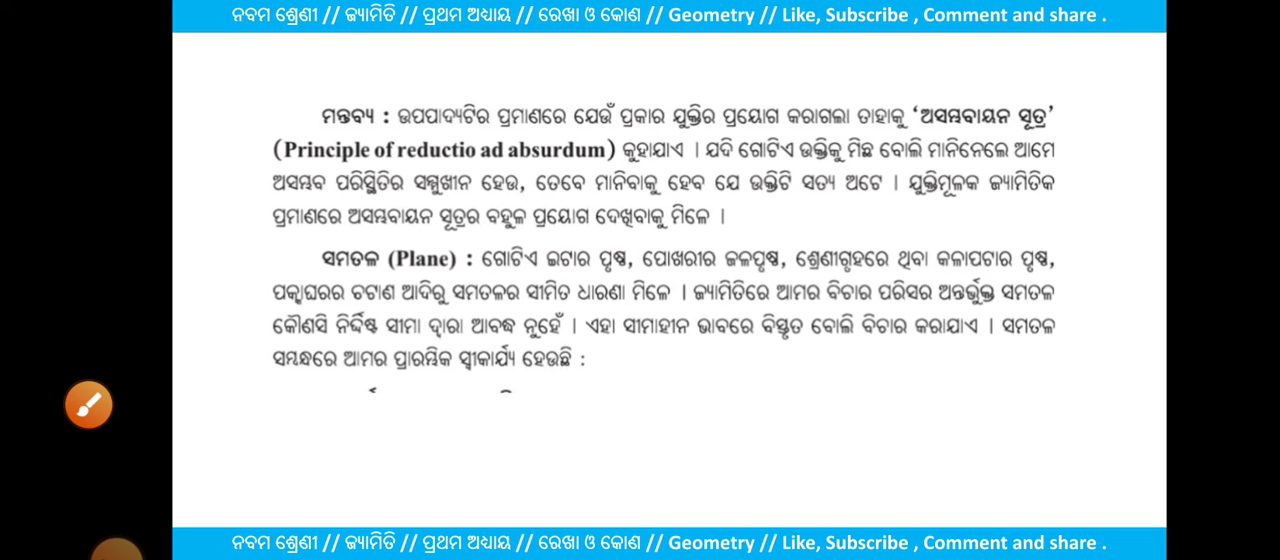 ନବମ ଶ୍ରେଣୀ // ଜ୍ୟାମିତି // ପ୍ରଥମ ଅଧ୍ୟାୟ // ରେଖା ଓ କୋଣ // Geometry // Like, Subscribe , Comment and share .
ମନ୍ତବ୍ୟ : ଉପପାଦ୍ୟଟିର ପ୍ରମାଣରେ ଯେଉଁ ପ୍ରକାର ଯୁକ୍ତିର ପ୍ରୟୋଗ କରାଗଲା ତାହାକୁ ‘ଅସମ୍ଭବାୟନ ସୂତ୍ର’
(Principle of reductio ad absurdum) କୁହାଯାଏ । ଯଦି ଗୋଟିଏ ଉକ୍ତିକୁ ମିଛ ବୋଲି ମାନିନେଲେ ଆମେ
ଅସମ୍ଭବ ପରିସ୍ଥିତିର ସମ୍ମୁଖୀନ ହେଉ, ତେବେ ମାନିବାକୁ ହେବ ଯେ ଉକ୍ତିଟି ସତ୍ୟ ଅଟେ । ଯୁକ୍ତିମୂଳକ ଜ୍ୟାମିତିକ
ପ୍ରମାଣରେ ଅସମ୍ଭବାୟନ ସୂତ୍ରର ବହୁଳ ପ୍ରୟୋଗ ଦେଖିବାକୁ ମିଳେ ।
ସମତଳ (Plane) : ଗୋଟିଏ ଇଟାର ପୃଷ୍ଠ, ପୋଖରୀର ଜଳପୃଷ୍ଠ, ଶ୍ରେଣୀଗୃହରେ ଥିବା କଳାପଟାର ପୃଷ୍ଠ,
ପକ୍କାଘରର ଚଟାଣ ଆଦିରୁ ସମତଳର ସୀମିତ ଧାରଣା ମିଳେ । ଜ୍ୟାମିତିରେ ଆମର ବିଚାର ପରିସର ଅନ୍ତର୍ଭୁକ୍ତ ସମତଳ
କୌଣସି ନିର୍ଦ୍ଦିଷ୍ଟ ସୀମା ଦ୍ୱାରା ଆବଦ୍ଧ ନୁହେଁ । ଏହା ସୀମାହୀନ ଭାବରେ ବିସ୍ତୃତ ବୋଲି ବିଚାର କରାଯାଏ । ସମତଳ
ସମ୍ବନ୍ଧରେ ଆମର ପ୍ରାରମ୍ଭିକ ସ୍ୱୀକାର୍ଯ୍ୟ ହେଉଛି :
ନବମ ଶ୍ରେଣୀ // ଜ୍ୟାମିତି // ପ୍ରଥମ ଅଧ୍ୟାୟ // ରେଖା ଓ କୋଣ // Geometry // Like, Subscribe , Comment and share .